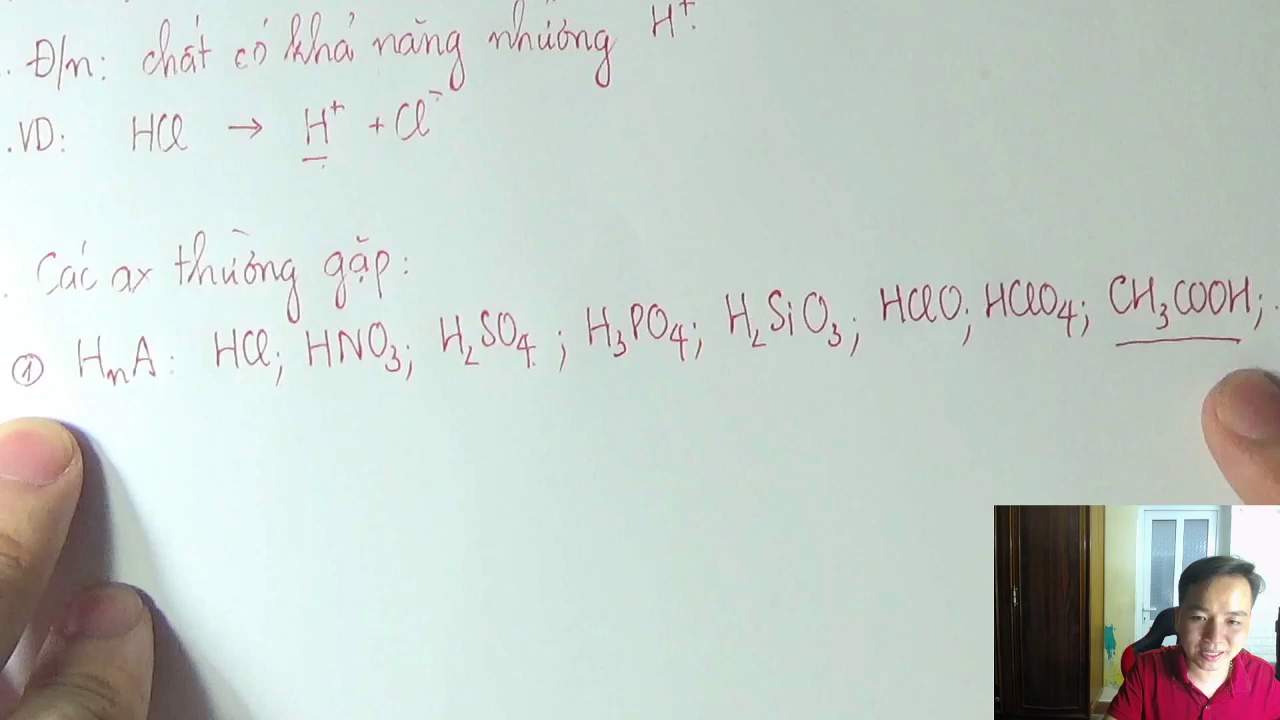 . Đ/n: chất có khả năng nhường H⁺.
. VD: HCl → H⁺ + Cl⁻
. Các ax thường gặp:
① HₙA: HCl; HNO₃; H₂SO₄; H₃PO₄; H₂SiO₃; HClO; HClO₄; CH₃COOH; .